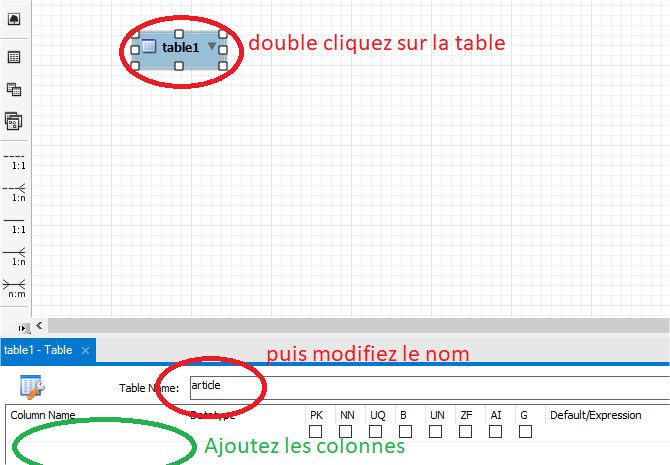 table1
double cliquez sur la table
1:1
1:n
1:1
1:n
n:m
table1 - Table
puis modifiez le nom
Table Name: article
Column Name Datatype PK NN UQ B UN ZF AI G Default/Expression
Ajoutez les colonnes